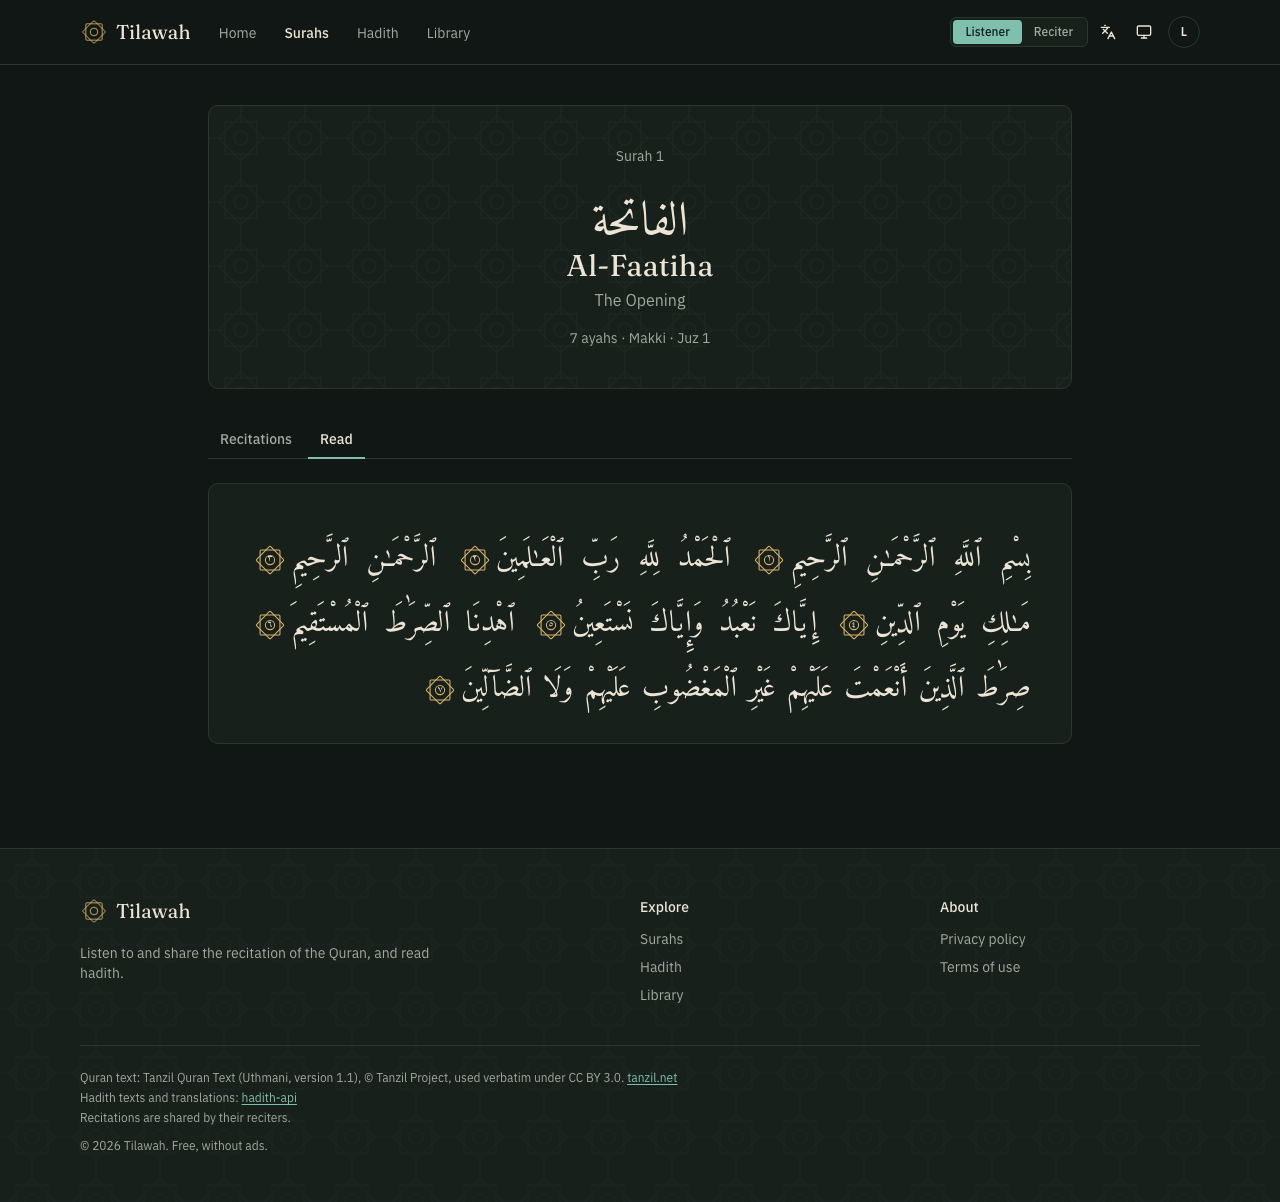 Tilawah Home Surahs Hadith Library Listener Reciter L
Surah 1
الفاتحة
Al-Faatiha
The Opening
7 ayahs · Makki · Juz 1
Recitations Read
بِسْمِ ٱللَّهِ ٱلرَّحْمَـٰنِ ٱلرَّحِيمِ ١ ٱلْحَمْدُ لِلَّهِ رَبِّ ٱلْعَـٰلَمِينَ ٢ ٱلرَّحْمَـٰنِ ٱلرَّحِيمِ ٣
مَـٰلِكِ يَوْمِ ٱلدِّينِ ٤ إِيَّاكَ نَعْبُدُ وَإِيَّاكَ نَسْتَعِينُ ٥ ٱهْدِنَا ٱلصِّرَٰطَ ٱلْمُسْتَقِيمَ ٦
صِرَٰطَ ٱلَّذِينَ أَنْعَمْتَ عَلَيْهِمْ غَيْرِ ٱلْمَغْضُوبِ عَلَيْهِمْ وَلَا ٱلضَّآلِّينَ ٧
Tilawah
Listen to and share the recitation of the Quran, and read
hadith.
Explore
Surahs
Hadith
Library
About
Privacy policy
Terms of use
Quran text: Tanzil Quran Text (Uthmani, version 1.1), © Tanzil Project, used verbatim under CC BY 3.0. tanzil.net
Hadith texts and translations: hadith-api
Recitations are shared by their reciters.
© 2026 Tilawah. Free, without ads.